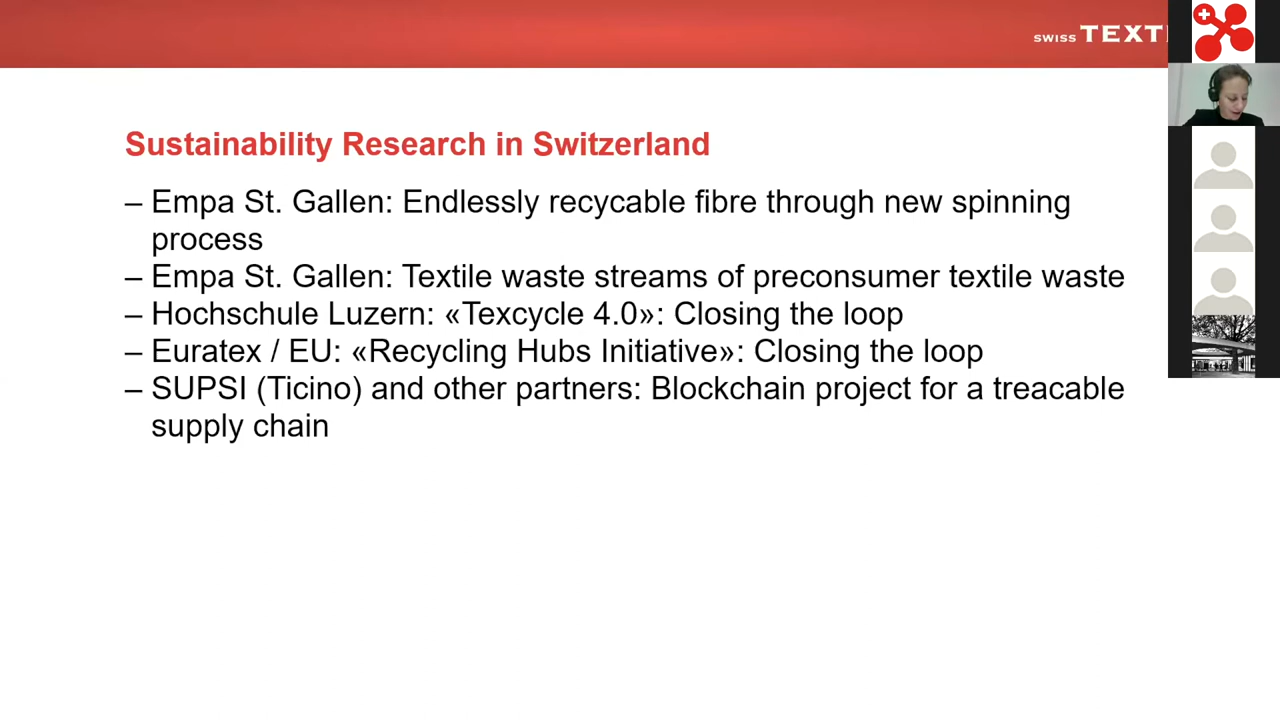 SWISS TEXTI
Sustainability Research in Switzerland
– Empa St. Gallen: Endlessly recycable fibre through new spinning
process
– Empa St. Gallen: Textile waste streams of preconsumer textile waste
– Hochschule Luzern: «Texcycle 4.0»: Closing the loop
– Euratex / EU: «Recycling Hubs Initiative»: Closing the loop
– SUPSI (Ticino) and other partners: Blockchain project for a treacable
supply chain